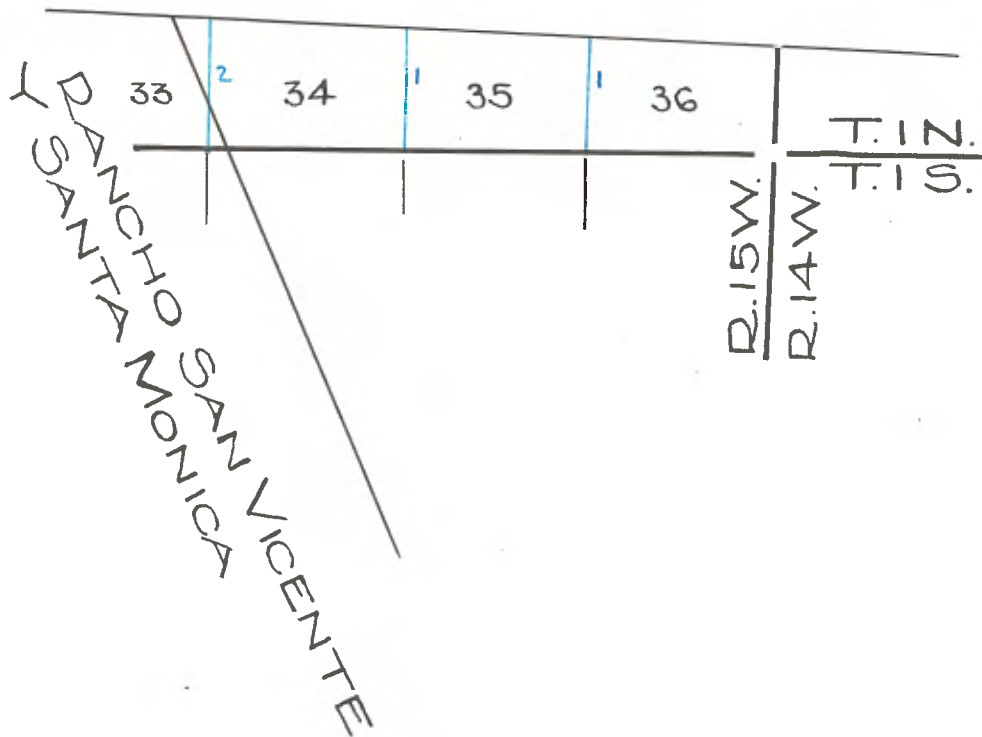 33
2
34
1
35
1
36
T. 1 N.
T. 1 S.
R. 15 W.
R. 14 W.
RANCHO SAN VICENTE
Y SANTA MONICA